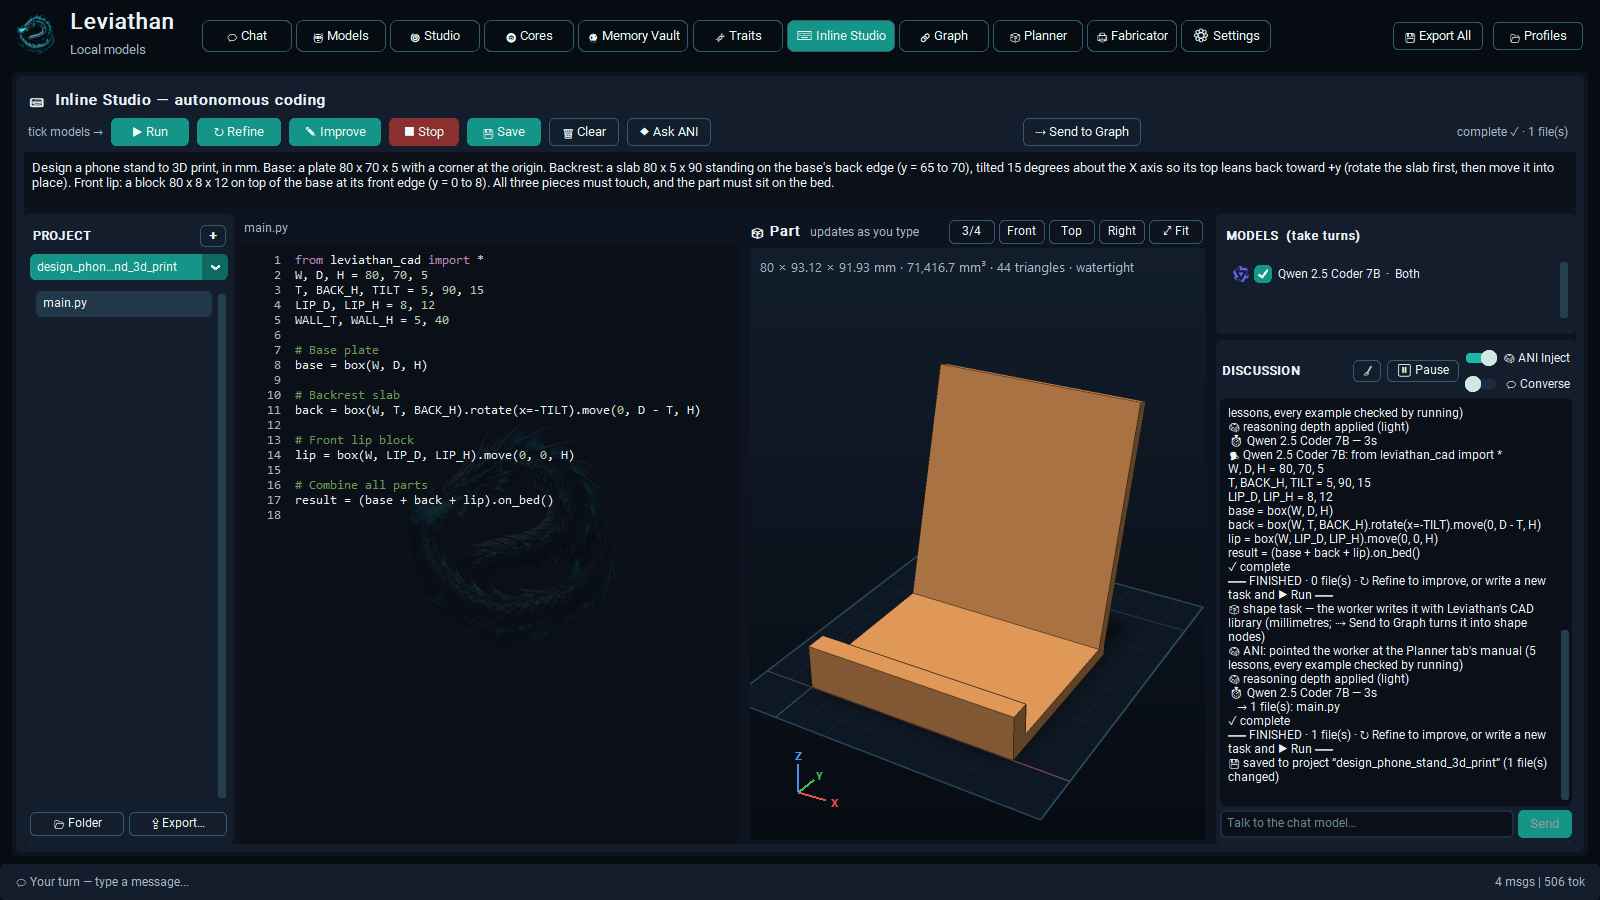 Leviathan
Local models
Chat
Models
Studio
Cores
Memory Vault
Traits
Inline Studio
Graph
Planner
Fabricator
Settings
Export All
Profiles
Inline Studio — autonomous coding
tick models →
▶ Run
↻ Refine
Improve
■ Stop
Save
Clear
◆ Ask ANI
⇢ Send to Graph
complete ✓ · 1 file(s)
Design a phone stand to 3D print, in mm. Base: a plate 80 x 70 x 5 with a corner at the origin. Backrest: a slab 80 x 5 x 90 standing on the base's back edge (y = 65 to 70), tilted 15 degrees about the X axis so its top leans back toward +y (rotate the slab first, then move it into
place). Front lip: a block 80 x 8 x 12 on top of the base at its front edge (y = 0 to 8). All three pieces must touch, and the part must sit on the bed.
PROJECT
+
design_phon...nd_3d_print
main.py
Folder
Export...
main.py
1 from leviathan_cad import *
2 W, D, H = 80, 70, 5
3 T, BACK_H, TILT = 5, 90, 15
4 LIP_D, LIP_H = 8, 12
5 WALL_T, WALL_H = 5, 40
6
7 # Base plate
8 base = box(W, D, H)
9
10 # Backrest slab
11 back = box(W, T, BACK_H).rotate(x=-TILT).move(0, D - T, H)
12
13 # Front lip block
14 lip = box(W, LIP_D, LIP_H).move(0, 0, H)
15
16 # Combine all parts
17 result = (base + back + lip).on_bed()
18
Part updates as you type
3/4
Front
Top
Right
⤢ Fit
80 × 93.12 × 91.93 mm · 71,416.7 mm³ · 44 triangles · watertight
Z
Y
X
MODELS (take turns)
Qwen 2.5 Coder 7B · Both
DISCUSSION
Pause
ANI Inject
Converse
lessons, every example checked by running)
reasoning depth applied (light)
Qwen 2.5 Coder 7B — 3s
Qwen 2.5 Coder 7B: from leviathan_cad import *
W, D, H = 80, 70, 5
T, BACK_H, TILT = 5, 90, 15
LIP_D, LIP_H = 8, 12
base = box(W, D, H)
back = box(W, T, BACK_H).rotate(x=-TILT).move(0, D - T, H)
lip = box(W, LIP_D, LIP_H).move(0, 0, H)
result = (base + back + lip).on_bed()
✓ complete
—— FINISHED · 0 file(s) · ↻ Refine to improve, or write a new
task and ▶ Run ——
shape task — the worker writes it with Leviathan's CAD
library (millimetres; ⇢ Send to Graph turns it into shape
nodes)
ANI: pointed the worker at the Planner tab's manual (5
lessons, every example checked by running)
reasoning depth applied (light)
Qwen 2.5 Coder 7B — 3s
→ 1 file(s): main.py
✓ complete
—— FINISHED · 1 file(s) · ↻ Refine to improve, or write a new
task and ▶ Run ——
saved to project “design_phone_stand_3d_print” (1 file(s)
changed)
Talk to the chat model...
Send
Your turn — type a message...
4 msgs | 506 tok